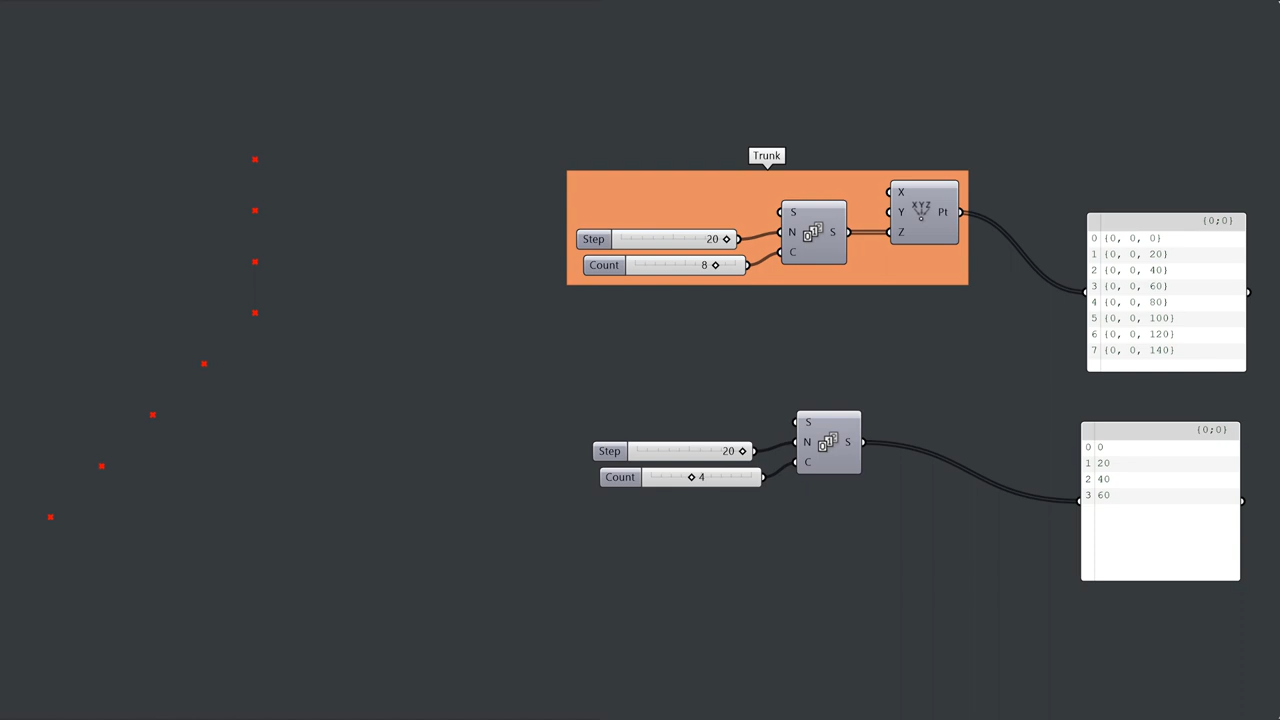 Trunk
S
N
C
S
X
Y
Z
XYZ
Pt
Step 20
Count 8
{0;0}
0 {0, 0, 0}
1 {0, 0, 20}
2 {0, 0, 40}
3 {0, 0, 60}
4 {0, 0, 80}
5 {0, 0, 100}
6 {0, 0, 120}
7 {0, 0, 140}
S
N
C
S
Step 20
Count 4
{0;0}
0 0
1 20
2 40
3 60